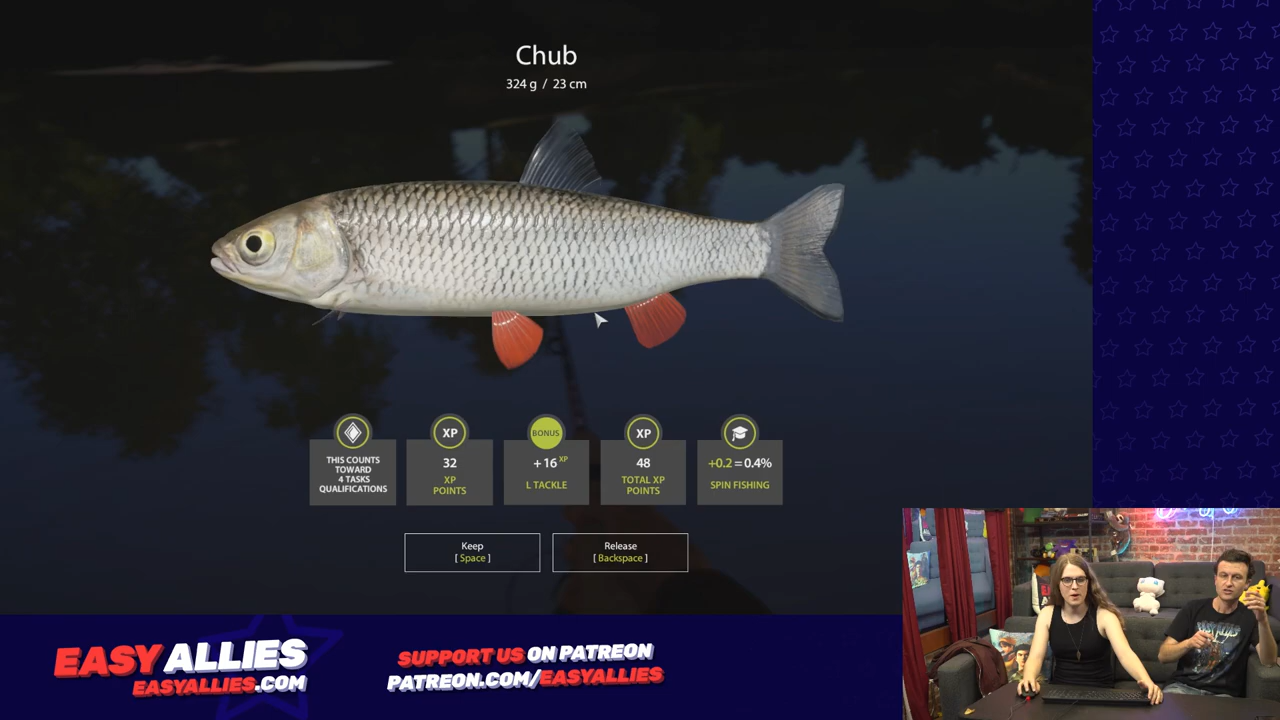 Chub
324 g / 23 cm
THIS COUNTS
TOWARD
4 TASKS
QUALIFICATIONS
XP
32
XP
POINTS
BONUS
+ 16 XP
L TACKLE
XP
48
TOTAL XP
POINTS
+0.2 = 0.4%
SPIN FISHING
Keep
[ Space ]
Release
[ Backspace ]
EASY ALLIES
EASYALLIES.COM
SUPPORT US ON PATREON
PATREON.COM/EASYALLIES